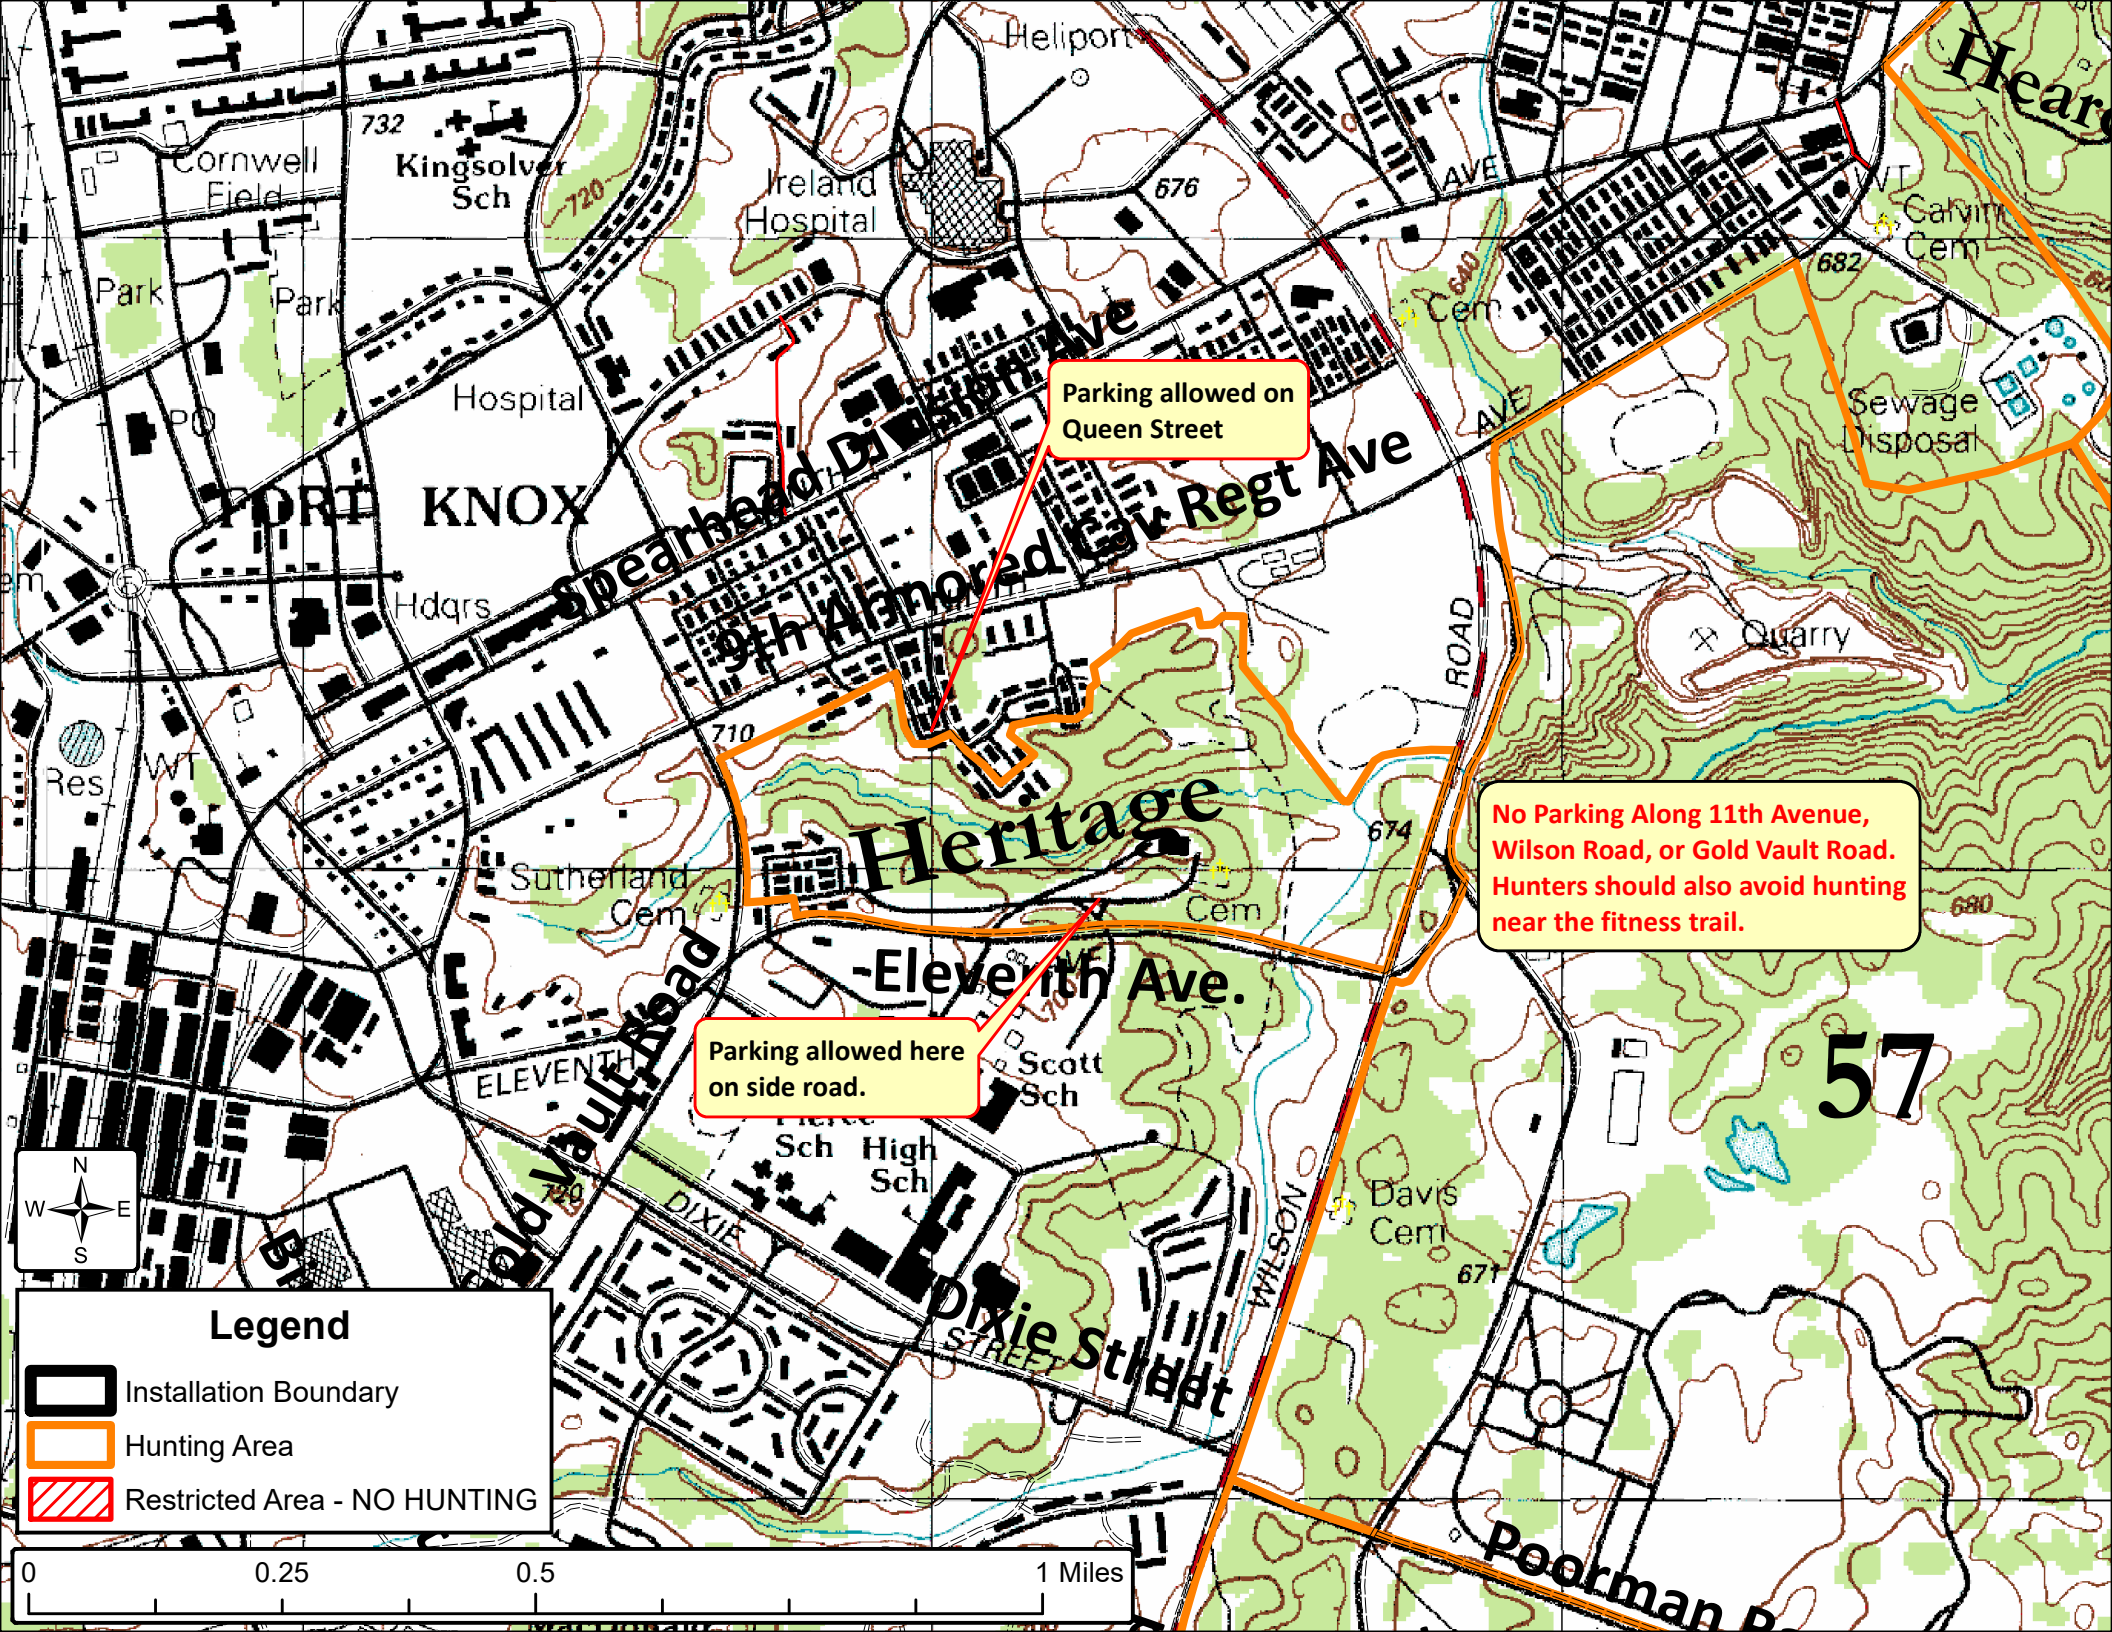 Heliport
Hear
732
Cornwell
Field
Kingsolver
Sch
720
Ireland
Hospital
676
AVE
WT
Calvin
Cem
682
640
Cem
Park
Park
Spearhead Division Ave
Parking allowed on
Queen Street
Hospital
PO
AVE
Sewage
Disposal
FORT KNOX
9th Armored Cav Regt Ave
Hdqrs
ROAD
Quarry
710
WT
Res
Heritage
674
No Parking Along 11th Avenue,
Wilson Road, or Gold Vault Road.
Hunters should also avoid hunting
near the fitness trail.
Sutherland
Cem
Cem
680
Eleventh Ave.
700
Gold Vault Road
Parking allowed here
on side road.
Scott
Sch
57
ELEVENTH
Sch
High
Sch
720
DIXIE
Davis
Cem
WILSON
671
N
W E
S
Dixie Street
STREET
Legend
Installation Boundary
Hunting Area
Restricted Area - NO HUNTING
Poorman
0 0.25 0.5 1 Miles